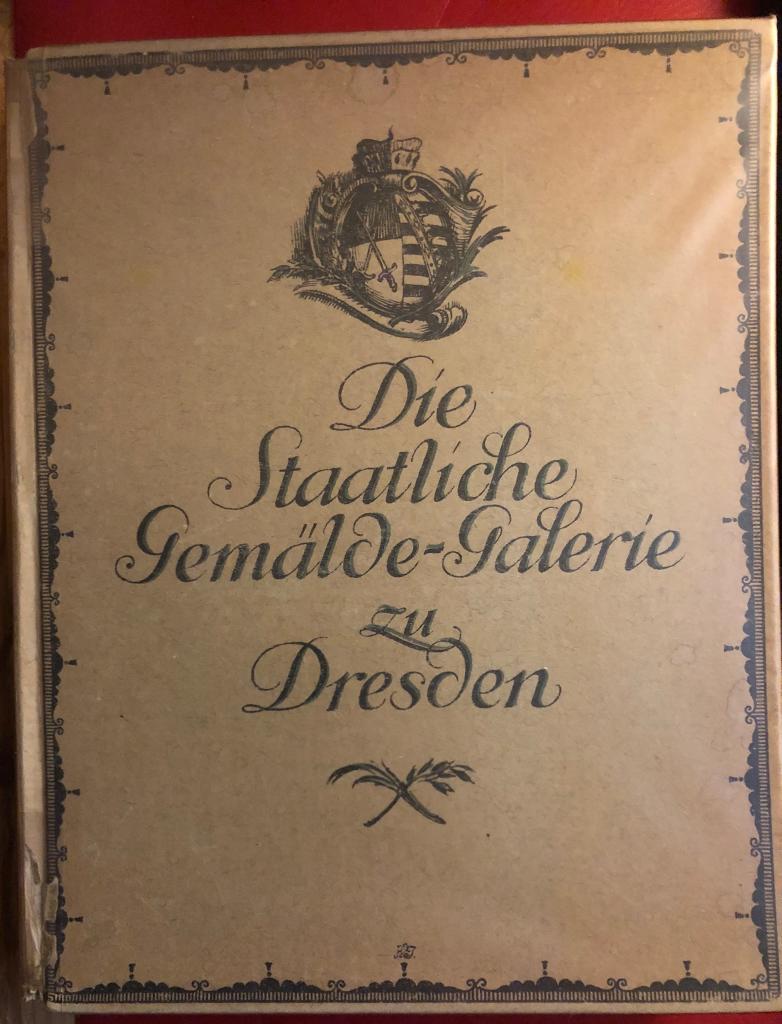 Die
Staatliche
Gemälde-Galerie
zu
Dresden